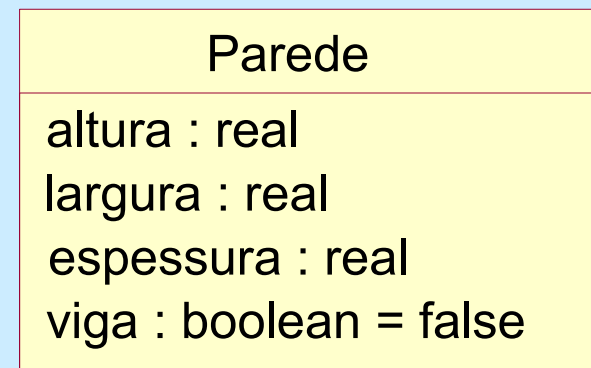 Parede
altura : real
largura : real
espessura : real
viga : boolean = false